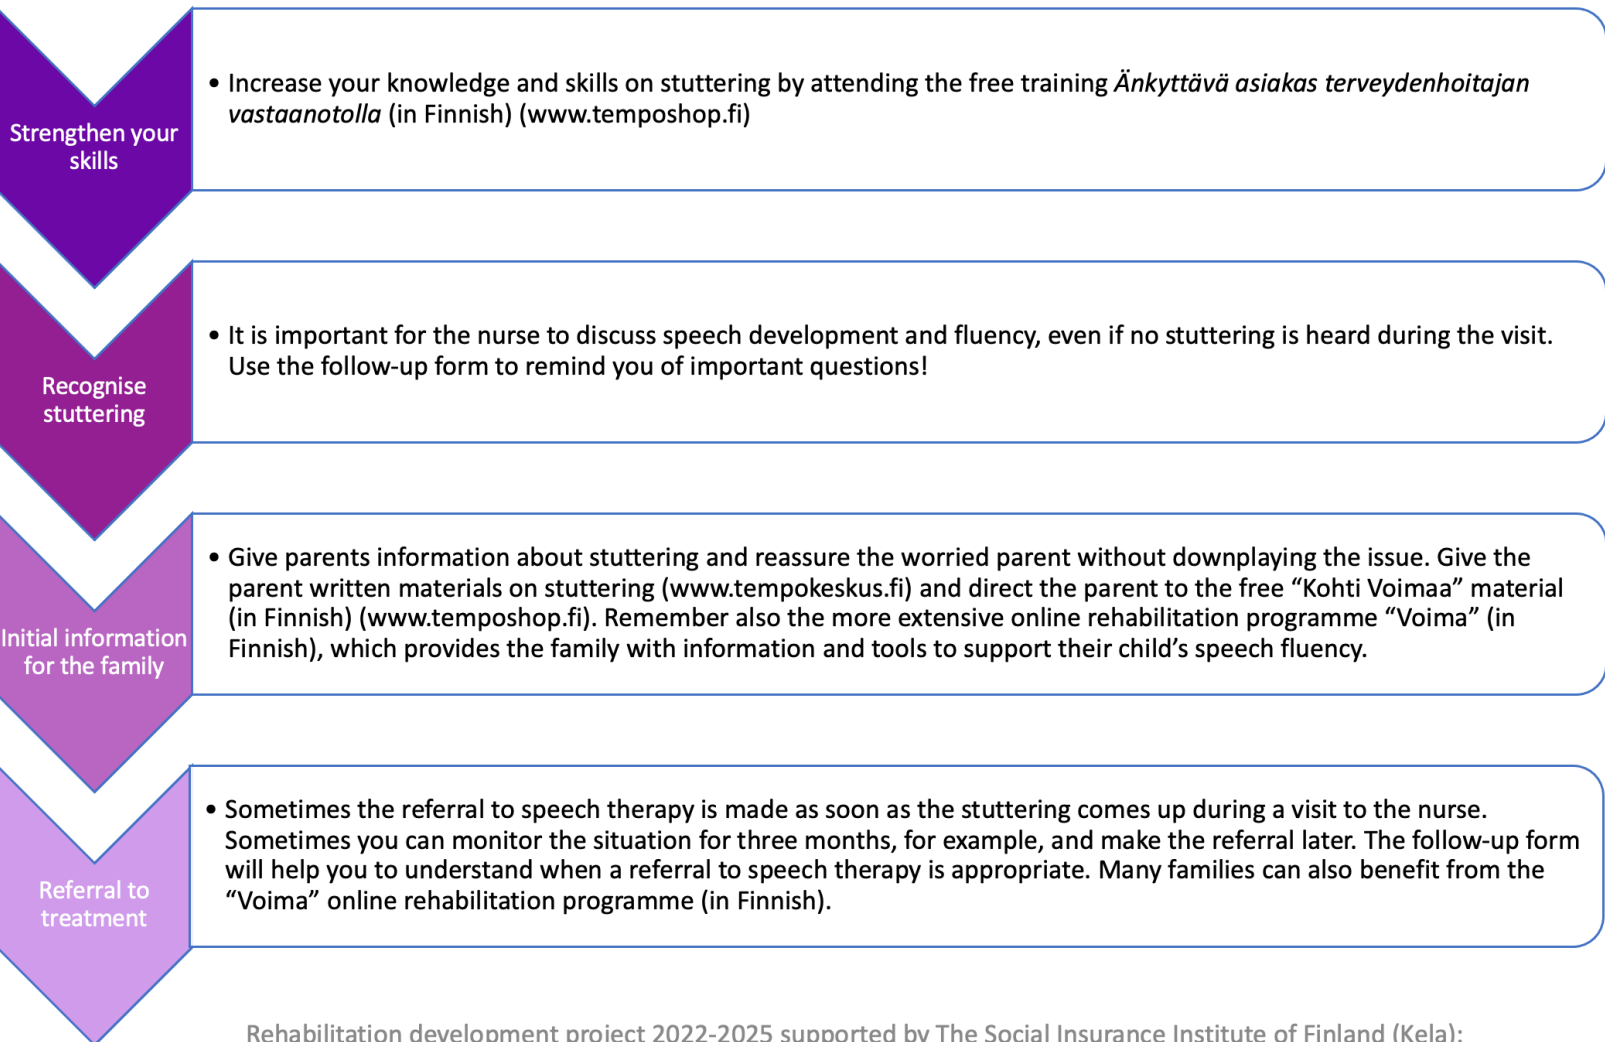 Strengthen your
skills
• Increase your knowledge and skills on stuttering by attending the free training Änkyttävä asiakas terveydenhoitajan
vastaanotolla (in Finnish) (www.temposhop.fi)
Recognise
stuttering
• It is important for the nurse to discuss speech development and fluency, even if no stuttering is heard during the visit.
Use the follow-up form to remind you of important questions!
Initial information
for the family
• Give parents information about stuttering and reassure the worried parent without downplaying the issue. Give the
parent written materials on stuttering (www.tempokeskus.fi) and direct the parent to the free “Kohti Voimaa” material
(in Finnish) (www.temposhop.fi). Remember also the more extensive online rehabilitation programme “Voima” (in
Finnish), which provides the family with information and tools to support their child’s speech fluency.
Referral to
treatment
• Sometimes the referral to speech therapy is made as soon as the stuttering comes up during a visit to the nurse.
Sometimes you can monitor the situation for three months, for example, and make the referral later. The follow-up form
will help you to understand when a referral to speech therapy is appropriate. Many families can also benefit from the
“Voima” online rehabilitation programme (in Finnish).
Rehabilitation development project 2022-2025 supported by The Social Insurance Institute of Finland (Kela):